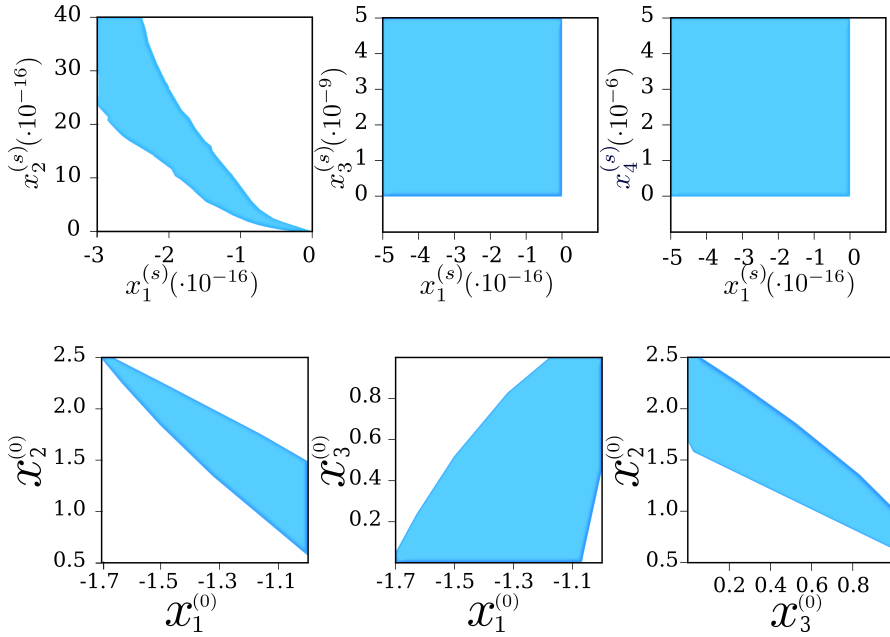 40
30
20
10
0
-3 -2 -1 0
x_2^{(s)}(·10^{-16})
x_1^{(s)}(·10^{-16})
5
4
3
2
1
0
-5 -4 -3 -2 -1 0
x_3^{(s)}(·10^{-9})
x_1^{(s)}(·10^{-16})
5
4
3
2
1
0
-5 -4 -3 -2 -1 0
x_4^{(s)}(·10^{-6})
x_1^{(s)}(·10^{-16})
2.5
2.0
1.5
1.0
0.5
-1.7 -1.5 -1.3 -1.1
x_2^{(0)}
x_1^{(0)}
0.8
0.6
0.4
0.2
-1.7 -1.5 -1.3 -1.1
x_3^{(0)}
x_1^{(0)}
2.5
2.0
1.5
1.0
0.5
0.2 0.4 0.6 0.8
x_2^{(0)}
x_3^{(0)}